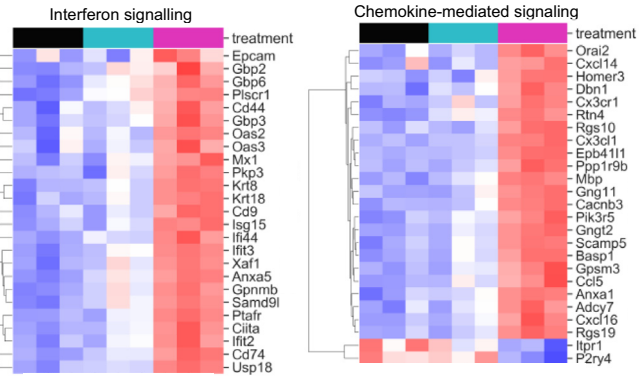 Interferon signalling
treatment
Epcam
Gbp2
Gbp6
Plscr1
Cd44
Gbp3
Oas2
Oas3
Mx1
Pkp3
Krt8
Krt18
Cd9
Isg15
Ifi44
Ifit3
Xaf1
Anxa5
Gpnmb
Samd9l
Ptafr
Ciita
Ifit2
Cd74
Usp18
Chemokine-mediated signaling
treatment
Orai2
Cxcl14
Homer3
Dbn1
Cx3cr1
Rtn4
Rgs10
Cx3cl1
Epb41l1
Ppp1r9b
Mbp
Gng11
Cacnb3
Pik3r5
Gngt2
Scamp5
Basp1
Gpsm3
Ccl5
Anxa1
Adcy7
Cxcl16
Rgs19
Itpr1
P2ry4